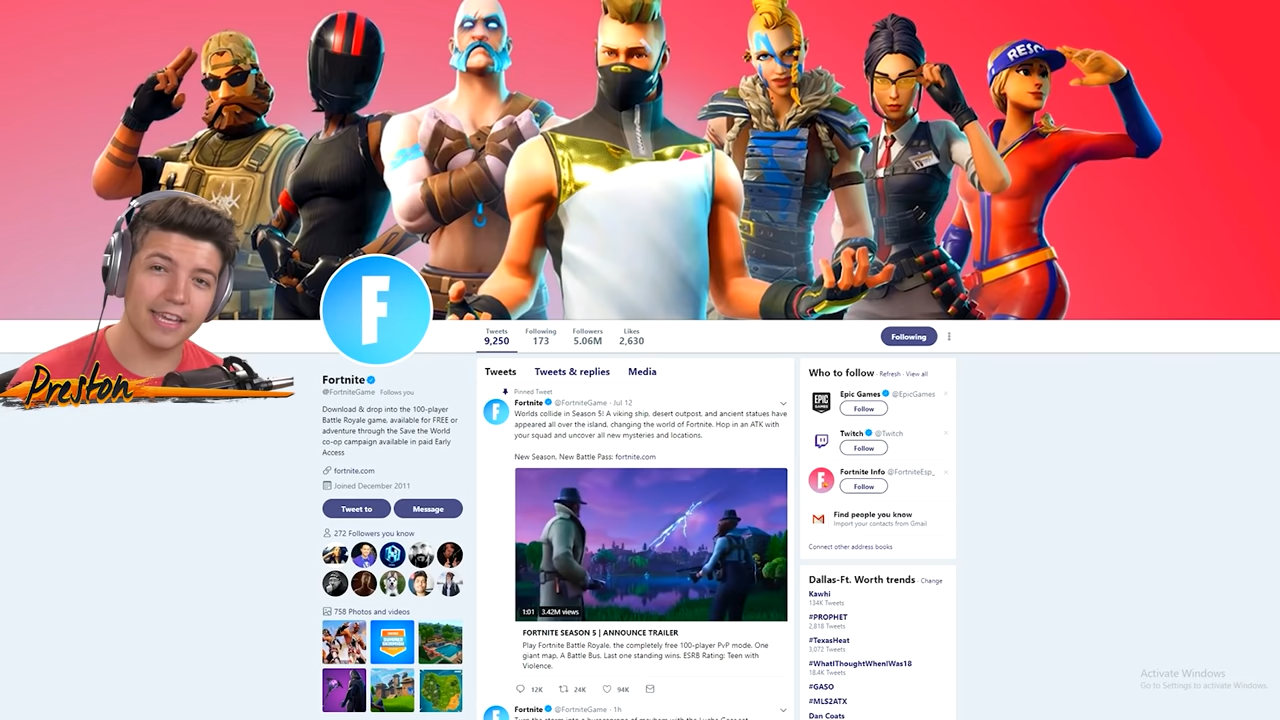 RESC
Preston
F
Tweets
9,250
Following
173
Followers
5.06M
Likes
2,630
Following
Fortnite
@FortniteGame Follows you
Download & drop into the 100-player
Battle Royale game, available for FREE or
adventure through the Save the World
co-op campaign available in paid Early
Access
fortnite.com
Joined December 2011
Tweet to
Message
272 Followers you know
758 Photos and videos
Tweets
Tweets & replies
Media
Pinned Tweet
Fortnite @FortniteGame · Jul 12
Worlds collide in Season 5! A viking ship, desert outpost, and ancient statues have
appeared all over the island, changing the world of Fortnite. Hop in an ATK with
your squad and uncover all new mysteries and locations.
New Season, New Battle Pass: fortnite.com
1:01
3.42M views
FORTNITE SEASON 5 | ANNOUNCE TRAILER
Play Fortnite Battle Royale, the completely free 100-player PvP mode. One
giant map. A Battle Bus. Last one standing wins. ESRB Rating: Teen with
Violence.
12K
24K
94K
Fortnite @FortniteGame · 1h
Who to follow · Refresh · View all
EPIC GAMES
Epic Games @EpicGames
Follow
Twitch @Twitch
Follow
Fortnite Info @FortniteEsp_
Follow
Find people you know
Import your contacts from Gmail
Connect other address books
Dallas-Ft. Worth trends · Change
Kawhi
134K Tweets
#PROPHET
2,818 Tweets
#TexasHeat
3,072 Tweets
#WhatIThoughtWhenIWas18
18.4K Tweets
#GASO
#MLS2ATX
Dan Coats
Activate Windows
Go to Settings to activate Windows.